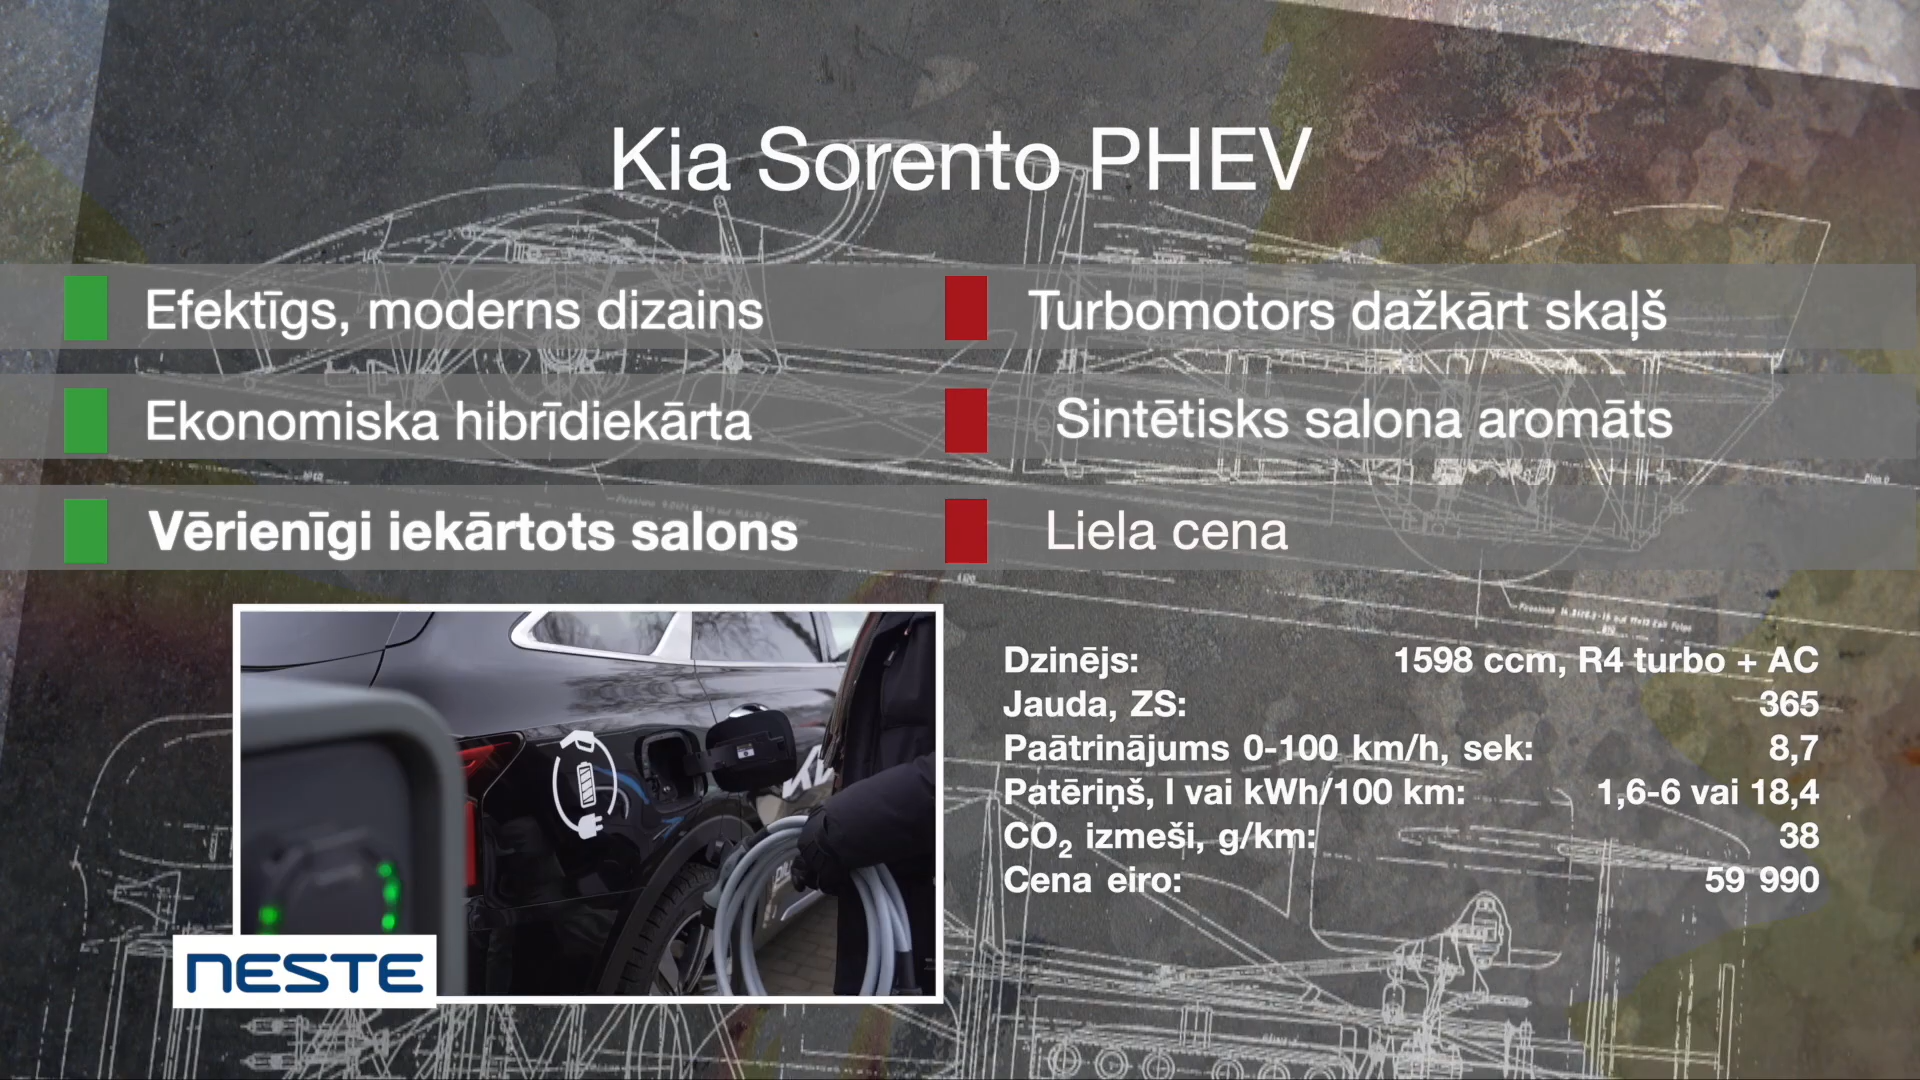 Kia Sorento PHEV
Efektīgs, moderns dizains
Turbomotors dažkārt skaļš
Ekonomiska hibrīdiekārta
Sintētisks salona aromāts
Vērienīgi iekārtots salons
Liela cena
Dzinējs: 1598 ccm, R4 turbo + AC
Jauda, ZS: 365
Paātrinājums 0-100 km/h, sek: 8,7
Patēriņš, l vai kWh/100 km: 1,6-6 vai 18,4
CO₂ izmeši, g/km: 38
Cena eiro: 59 990
NESTE